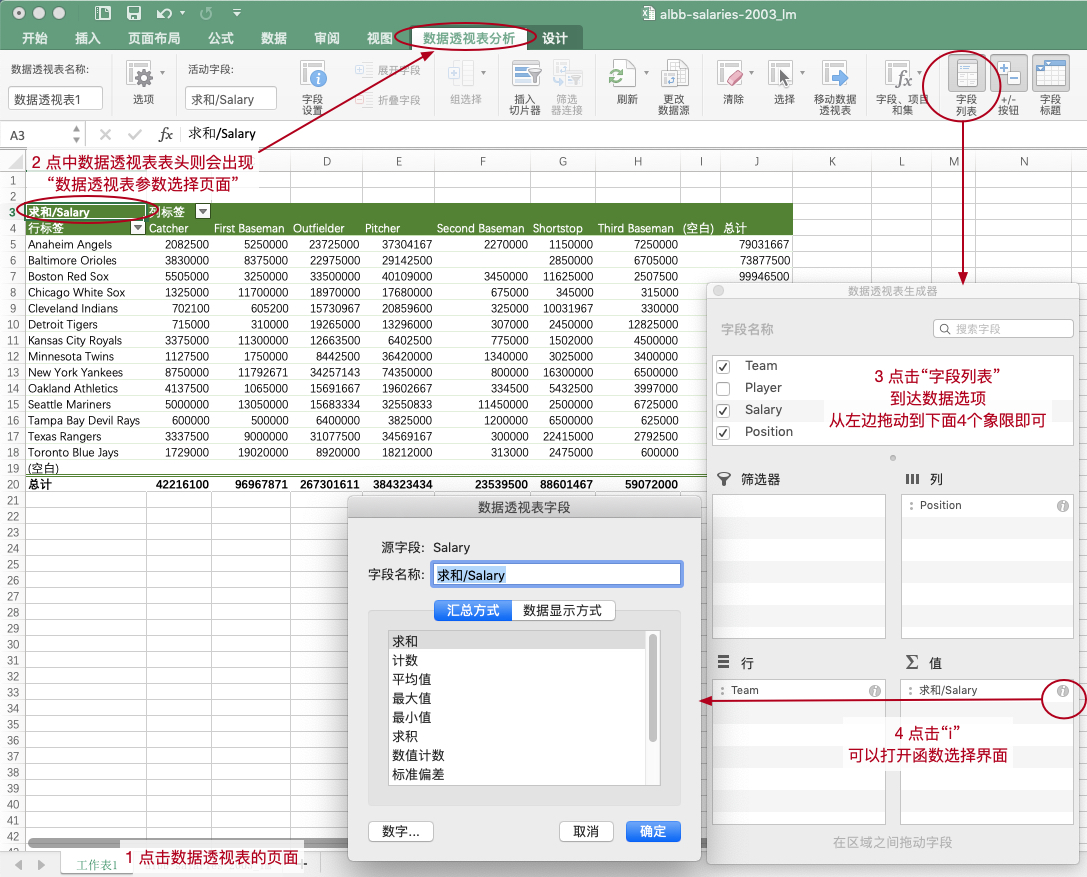 albb-salaries-2003_lm
开始 插入 页面布局 公式 数据 审阅 视图 数据透视表分析 设计
数据透视表名称:
数据透视表1
选项
活动字段:
求和/Salary
字段
设置
展开字段
折叠字段
组选择
插入
切片器
筛选
器连接
刷新
更改
数据源
清除
选择
移动数据
透视表
字段、项目
和集
字段
列表
+/-
按钮
字段
标题
A3 fx 求和/Salary
2 点中数据透视表表头则会出现
“数据透视表参数选择页面”
D E F G H I J K L M N
1
2
3 求和/Salary 列标签
4 行标签 Catcher First Baseman Outfielder Pitcher Second Baseman Shortstop Third Baseman (空白) 总计
5 Anaheim Angels 2082500 5250000 23725000 37304167 2270000 1150000 7250000 79031667
6 Baltimore Orioles 3830000 8375000 22975000 29142500 2850000 6705000 73877500
7 Boston Red Sox 5505000 3250000 33500000 40109000 3450000 11625000 2507500 99946500
8 Chicago White Sox 1325000 11700000 18970000 17680000 675000 345000 315000
9 Cleveland Indians 702100 605200 15730967 20859600 325000 10031967 330000
10 Detroit Tigers 715000 310000 19265000 13296000 307000 2450000 12825000
11 Kansas City Royals 3375000 11300000 12663500 6402500 775000 1502000 4500000
12 Minnesota Twins 1127500 1750000 8442500 36420000 1340000 3025000 3400000
13 New York Yankees 8750000 11792871 34257143 74350000 800000 16300000 6500000
14 Oakland Athletics 4137500 1065000 15691667 19602667 334500 5432500 3997000
15 Seattle Mariners 5000000 13050000 15683334 32550833 11450000 2500000 6725000
16 Tampa Bay Devil Rays 600000 500000 6400000 3825000 1200000 6500000 625000
17 Texas Rangers 3337500 9000000 31077500 34569167 300000 22415000 2792500
18 Toronto Blue Jays 1729000 19020000 8920000 18212000 313000 2475000 600000
19 (空白)
20 总计 42216100 96967871 267301611 384323434 23539500 88601467 59072000
21
22
23
24
25
26
27
28
29
30
31
32
33
34
35
36
37
38
39
40
41
42
数据透视表生成器
字段名称 搜索字段
Team
Player
Salary
Position
3 点击“字段列表”
到达数据选项
从左边拖动到下面4个象限即可
筛选器 列
Position
行 值
Team 求和/Salary
4 点击“i”
可以打开函数选择界面
在区域之间拖动字段
数据透视表字段
源字段: Salary
字段名称: 求和/Salary
汇总方式 数据显示方式
求和
计数
平均值
最大值
最小值
求积
数值计数
标准偏差
数字... 取消 确定
工作表1
1 点击数据透视表的页面